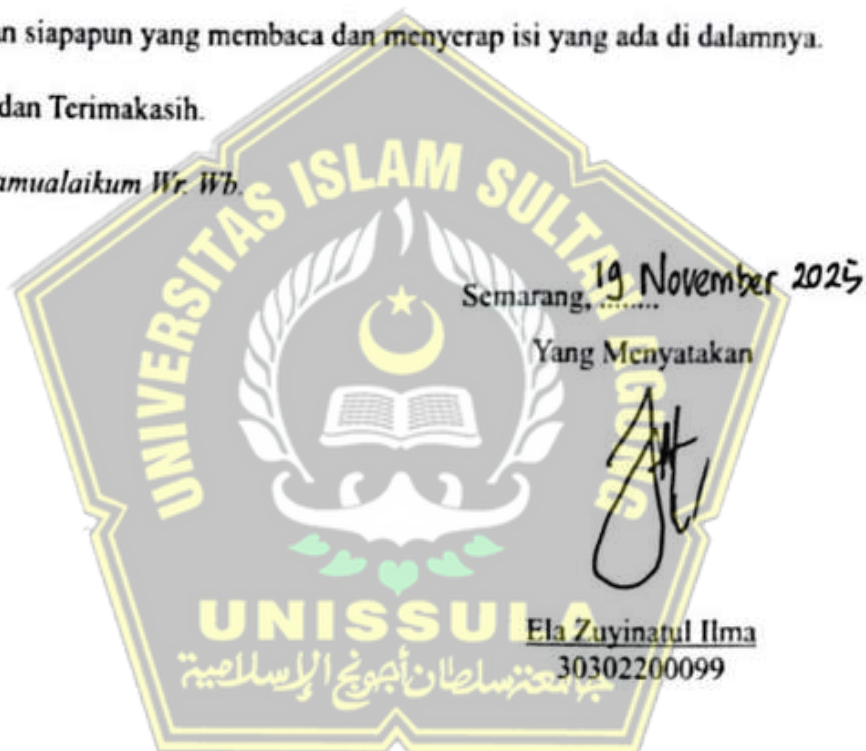 n siapapun yang membaca dan menyerap isi yang ada di dalamnya.
dan Terimakasih.
amualaikum Wr. Wb.
UNIVERSITAS ISLAM SULTAN AGUNG
Semarang, 19 November 2025
Yang Menyatakan
UNISSULA
جامعة سلطان أجونج الإسلامية
Ela Zuyinatul Ilma
30302200099